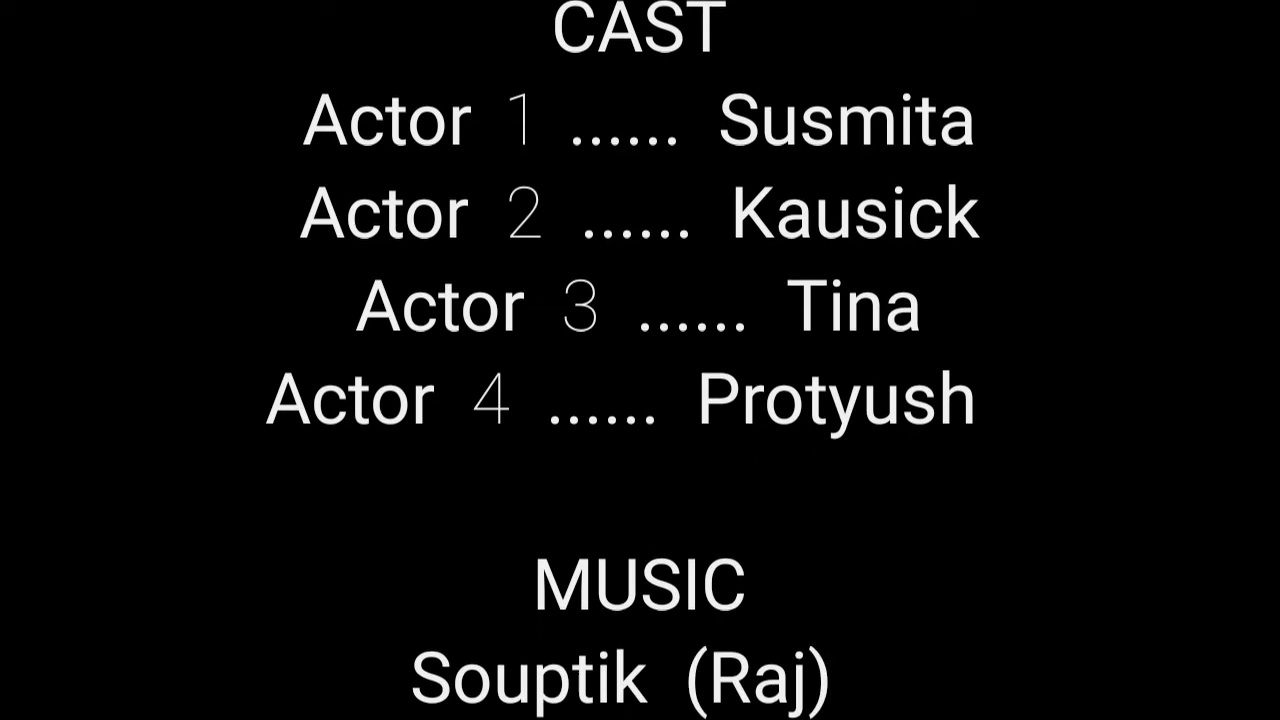 CAST
Actor 1 ...... Susmita
Actor 2 ...... Kausick
Actor 3 ...... Tina
Actor 4 ...... Protyush
MUSIC
Souptik (Raj)